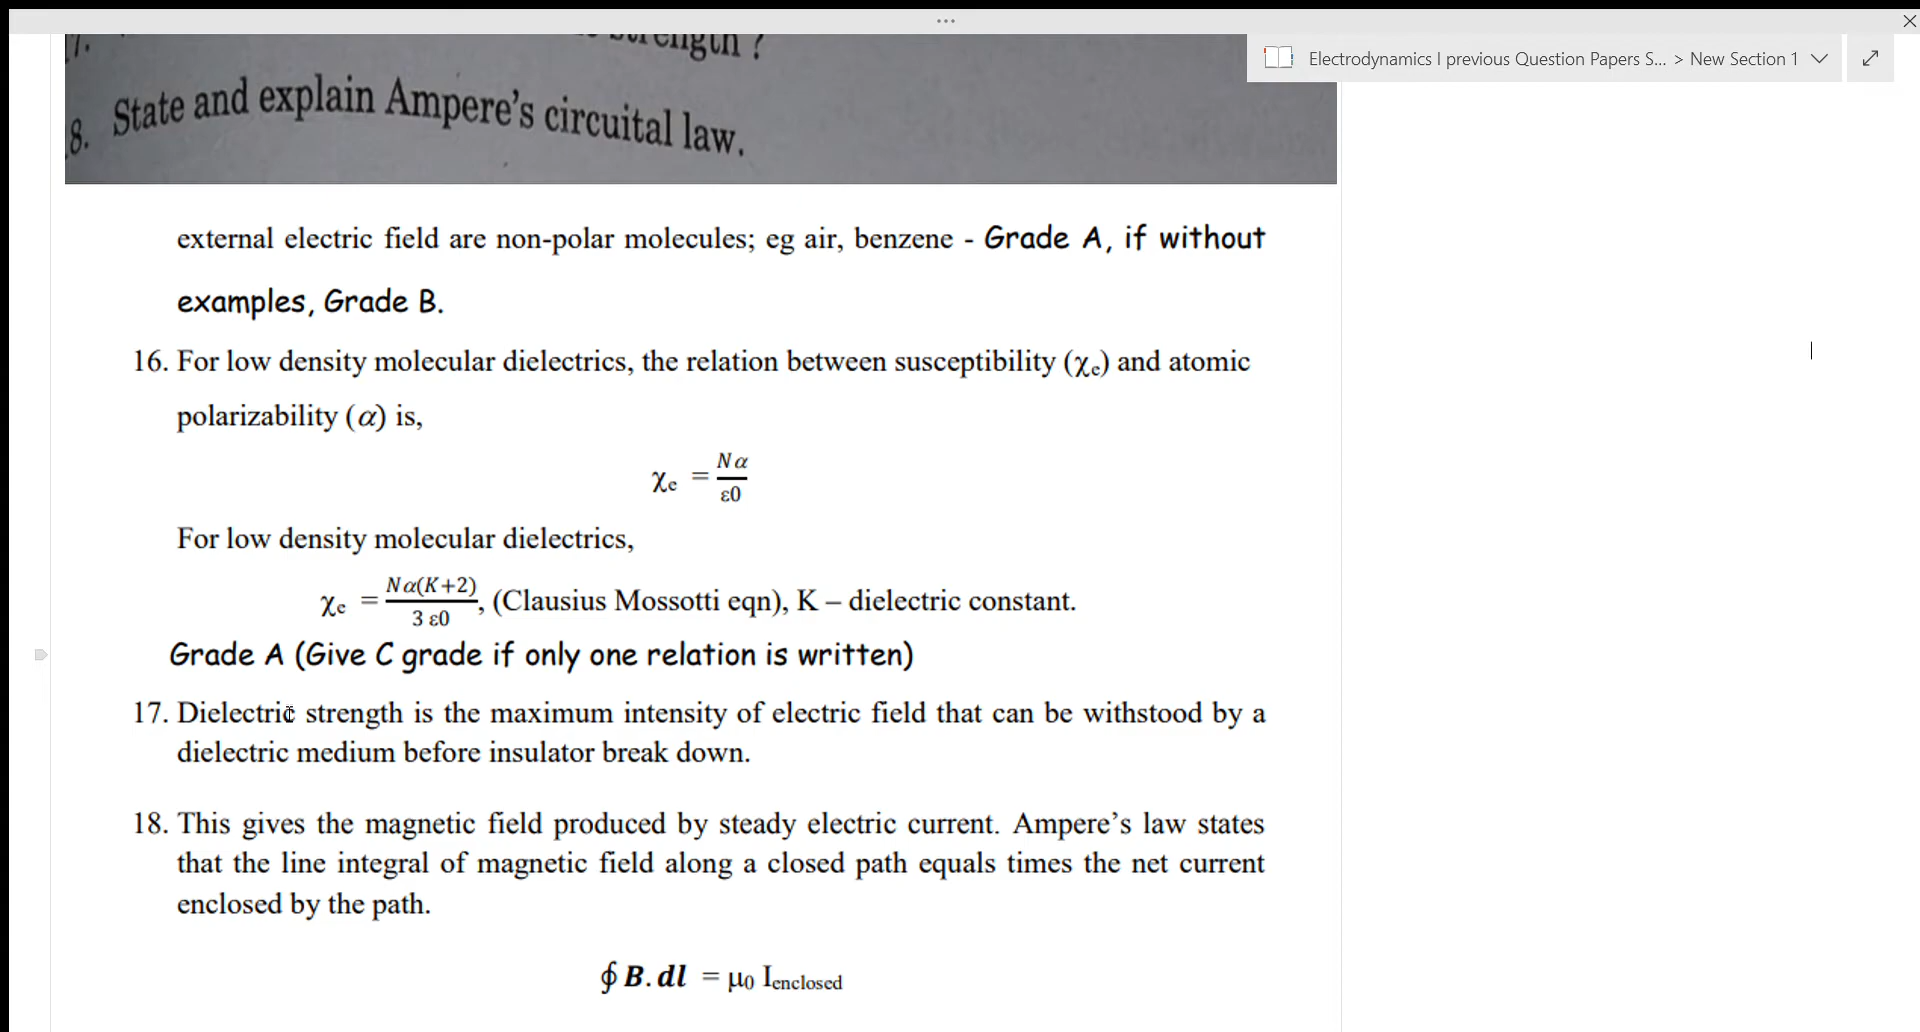 ...
Electrodynamics I previous Question Papers S... > New Section 1
7.
strength ?
8. State and explain Ampere's circuital law.
external electric field are non-polar molecules; eg air, benzene - Grade A, if without
examples, Grade B.
16. For low density molecular dielectrics, the relation between susceptibility (χe) and atomic
polarizability (α) is,
χe = Nα / ε0
For low density molecular dielectrics,
χe = Nα(K+2) / 3 ε0, (Clausius Mossotti eqn), K – dielectric constant.
Grade A (Give C grade if only one relation is written)
17. Dielectric strength is the maximum intensity of electric field that can be withstood by a
dielectric medium before insulator break down.
18. This gives the magnetic field produced by steady electric current. Ampere's law states
that the line integral of magnetic field along a closed path equals times the net current
enclosed by the path.
∮ B. dl = μ0 Ienclosed